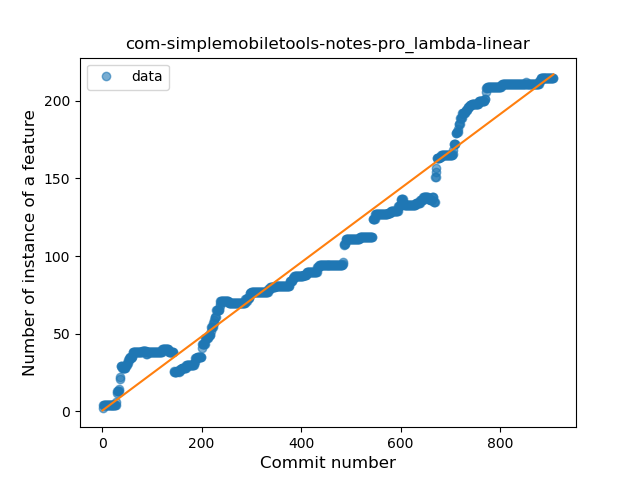 com-simplemobiletools-notes-pro_lambda-linear
data
Number of instance of a feature
200
150
100
50
0
0 200 400 600 800
Commit number